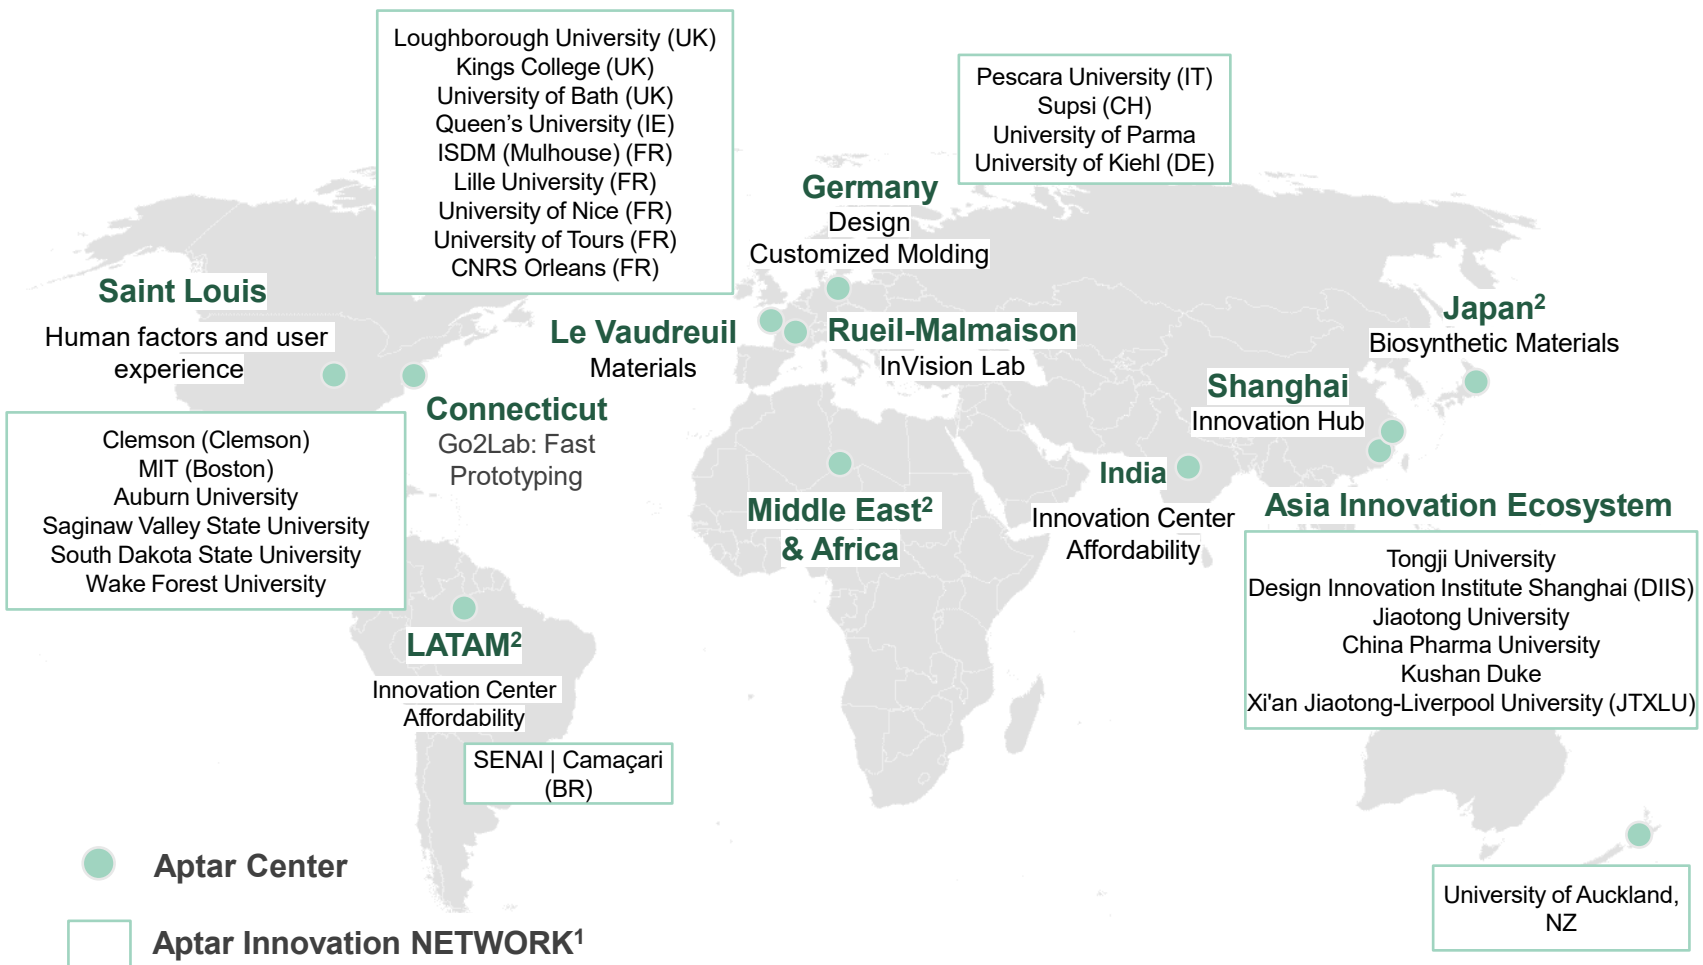 Loughborough University (UK)
Kings College (UK)
University of Bath (UK)
Queen’s University (IE)
ISDM (Mulhouse) (FR)
Lille University (FR)
University of Nice (FR)
University of Tours (FR)
CNRS Orleans (FR)
Pescara University (IT)
Supsi (CH)
University of Parma
University of Kiehl (DE)
Germany
Design
Customized Molding
Saint Louis
Human factors and user
experience
Le Vaudreuil
Materials
Rueil-Malmaison
InVision Lab
Japan²
Biosynthetic Materials
Shanghai
Innovation Hub
Connecticut
Go2Lab: Fast
Prototyping
Clemson (Clemson)
MIT (Boston)
Auburn University
Saginaw Valley State University
South Dakota State University
Wake Forest University
Middle East²
& Africa
India
Innovation Center
Affordability
Asia Innovation Ecosystem
Tongji University
Design Innovation Institute Shanghai (DIIS)
Jiaotong University
China Pharma University
Kushan Duke
Xi'an Jiaotong-Liverpool University (JTXLU)
LATAM²
Innovation Center
Affordability
SENAI | Camaçari
(BR)
University of Auckland,
NZ
Aptar Center
Aptar Innovation NETWORK¹